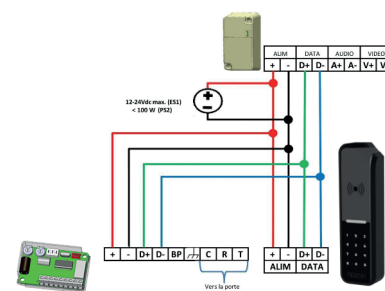 ALIM DATA AUDIO VIDEO
+ - D+ D- A+ A- V+ V
12-24Vdc max. (ES1)
< 100 W (PS2)
+ - D+ D- BP C R T
+ - D+ D-
ALIM DATA
Vers la porte